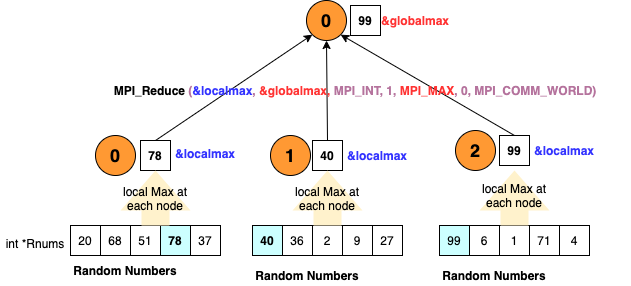 0 99 &globalmax
MPI_Reduce (&localmax, &globalmax, MPI_INT, 1, MPI_MAX, 0, MPI_COMM_WORLD)
0 78 &localmax
1 40 &localmax
2 99 &localmax
local Max at
each node
local Max at
each node
local Max at
each node
int *Rnums 20 68 51 78 37
40 36 2 9 27
99 6 1 71 4
Random Numbers
Random Numbers
Random Numbers